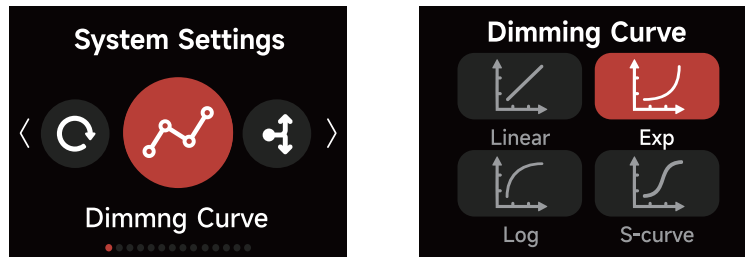 System Settings
Dimmng Curve
Dimming Curve
Linear
Exp
Log
S-curve